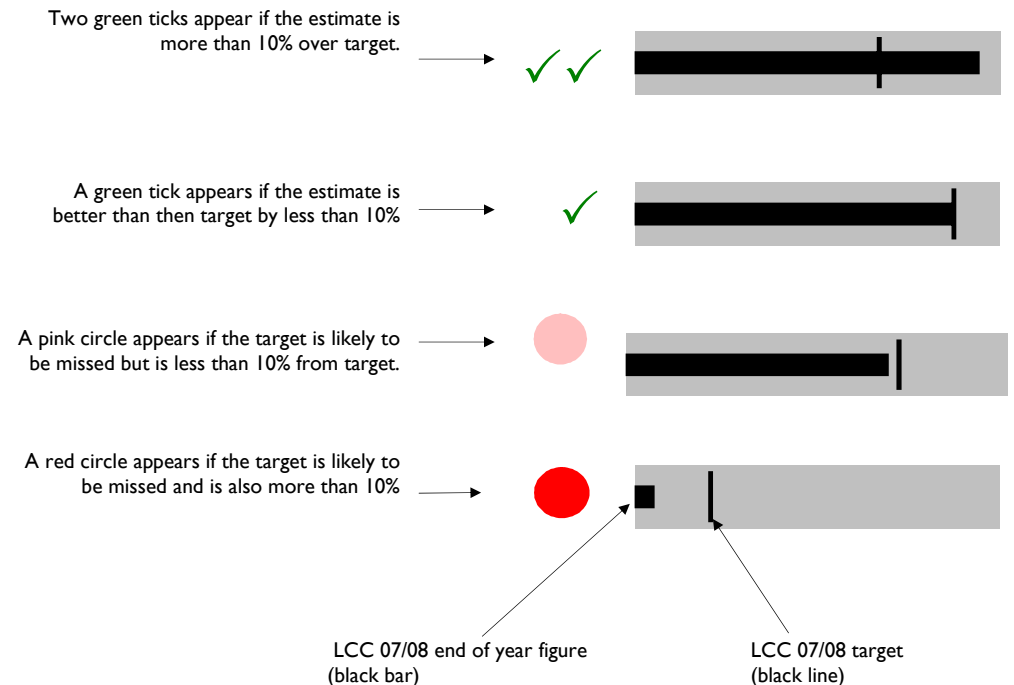 Two green ticks appear if the estimate is
more than 10% over target.
A green tick appears if the estimate is
better than then target by less than 10%
A pink circle appears if the target is likely to
be missed but is less than 10% from target.
A red circle appears if the target is likely to
be missed and is also more than 10%
LCC 07/08 end of year figure
(black bar)
LCC 07/08 target
(black line)